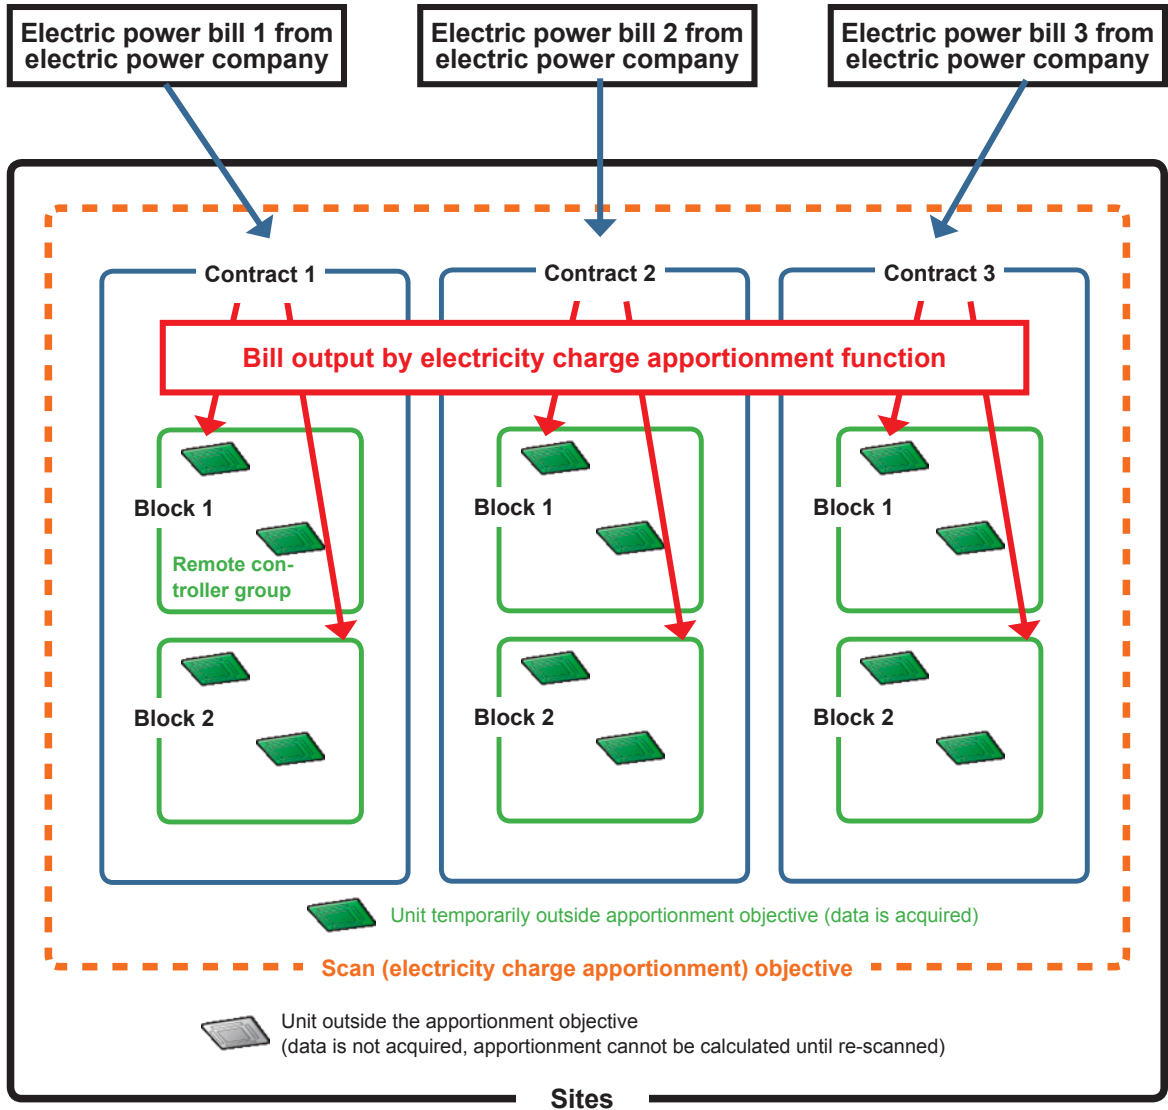 Electric power bill 1 from
electric power company
Electric power bill 2 from
electric power company
Electric power bill 3 from
electric power company
Contract 1
Contract 2
Contract 3
Bill output by electricity charge apportionment function
Block 1
Remote con-
troller group
Block 1
Block 1
Block 2
Block 2
Block 2
Unit temporarily outside apportionment objective (data is acquired)
Scan (electricity charge apportionment) objective
Unit outside the apportionment objective
(data is not acquired, apportionment cannot be calculated until re-scanned)
Sites